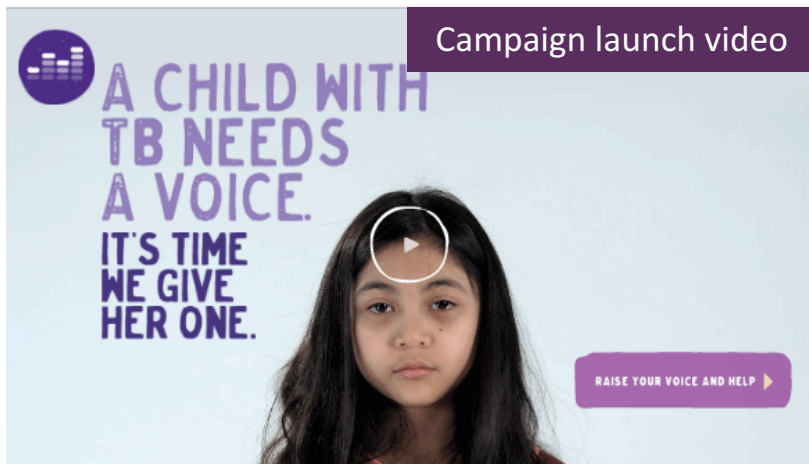 Campaign launch video
A CHILD WITH
TB NEEDS
A VOICE.
IT'S TIME
WE GIVE
HER ONE.
RAISE YOUR VOICE AND HELP